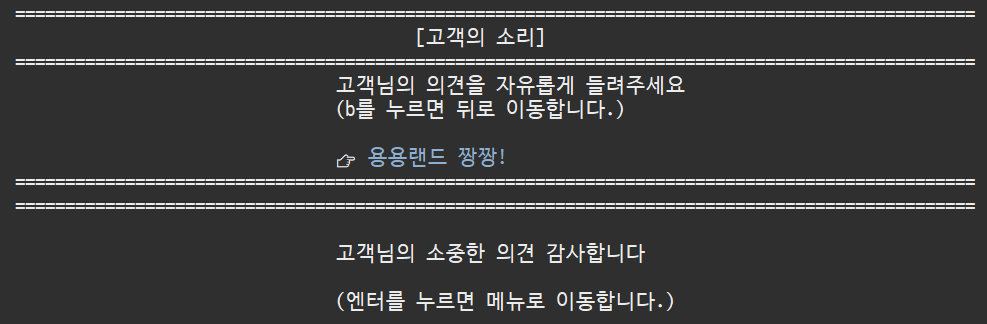 ================================================================================================
[고객의 소리]
================================================================================================
고객님의 의견을 자유롭게 들려주세요
(b를 누르면 뒤로 이동합니다.)
☞ 용용랜드 짱짱!
================================================================================================
================================================================================================
고객님의 소중한 의견 감사합니다
(엔터를 누르면 메뉴로 이동합니다.)